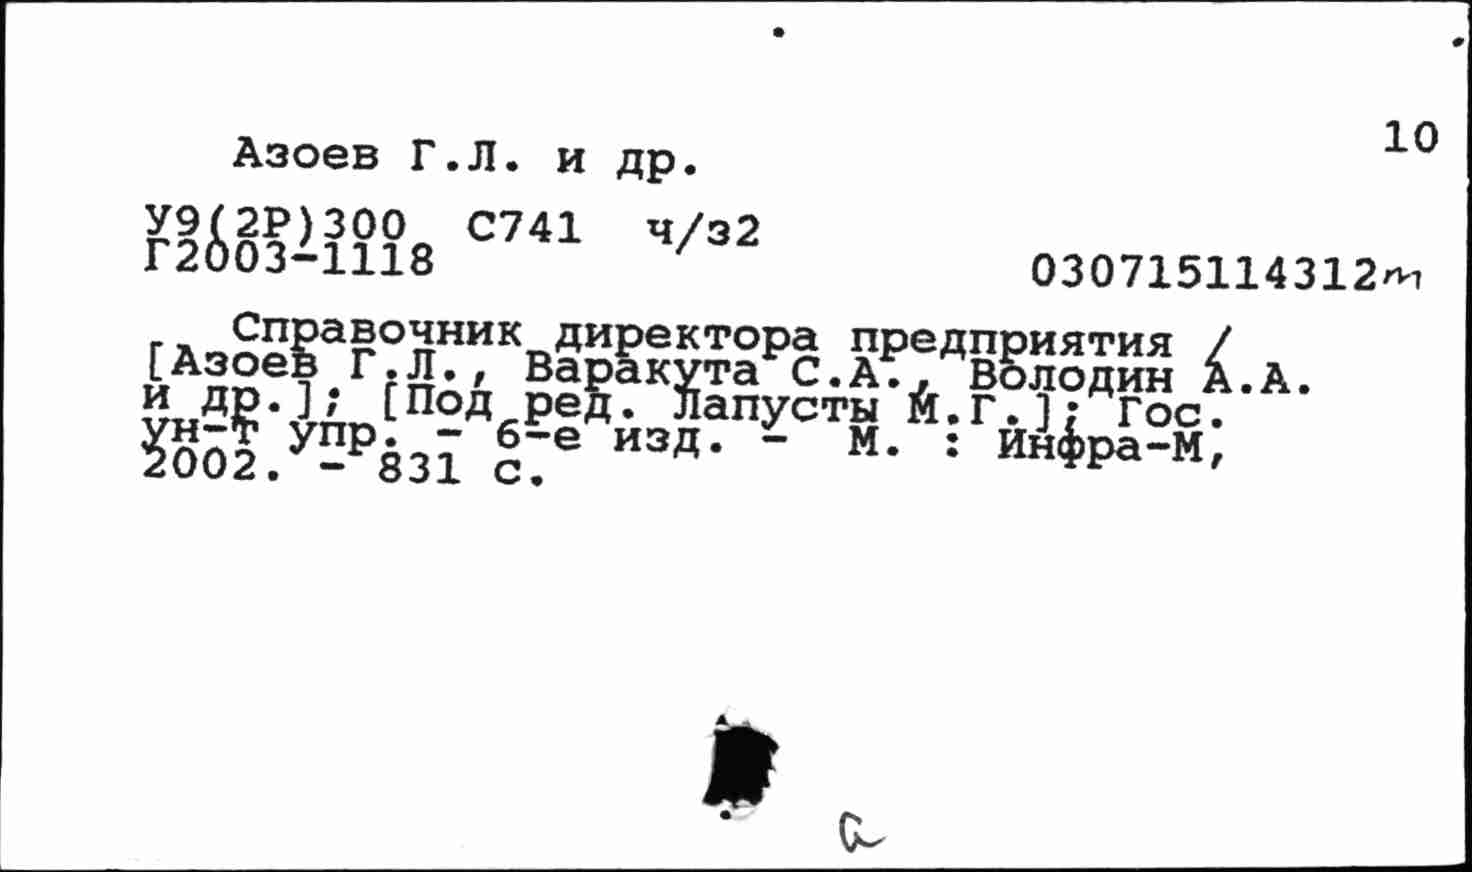 10
Азоев Г.Л. и др.
У9(2Р)300 С741 ч/з2
Г2003-1118
030715114312m
Справочник директора предприятия /
[Азоев Г.Л., Варакута С.А., Володин А.А.
и др.]; [Под ред. Лапусты М.Г.]; Гос.
ун-т упр. - 6-е изд. - М. : Инфра-М,
2002. - 831 с.
а